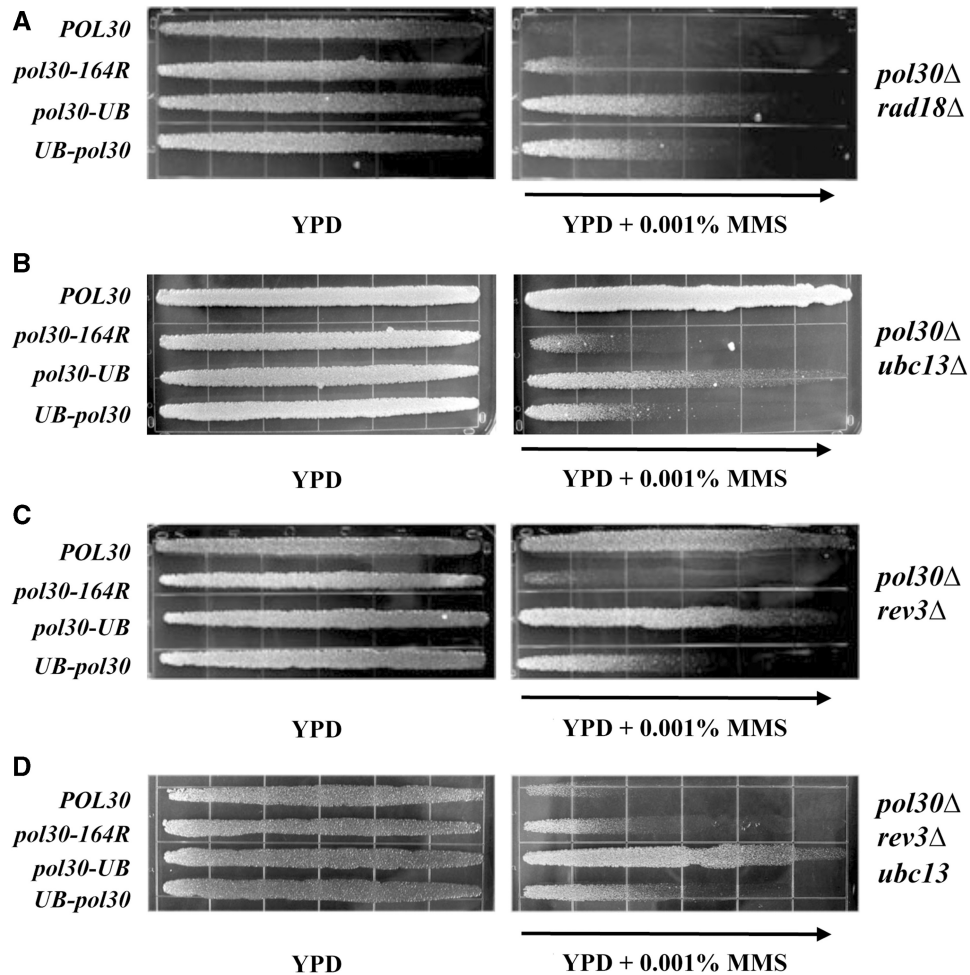 A
POL30
pol30-164R
pol30-UB
UB-pol30
pol30Δ
rad18Δ
YPD
YPD + 0.001% MMS
B
POL30
pol30-164R
pol30-UB
UB-pol30
pol30Δ
ubc13Δ
YPD
YPD + 0.001% MMS
C
POL30
pol30-164R
pol30-UB
UB-pol30
pol30Δ
rev3Δ
YPD
YPD + 0.001% MMS
D
POL30
pol30-164R
pol30-UB
UB-pol30
pol30Δ
rev3Δ
ubc13
YPD
YPD + 0.001% MMS